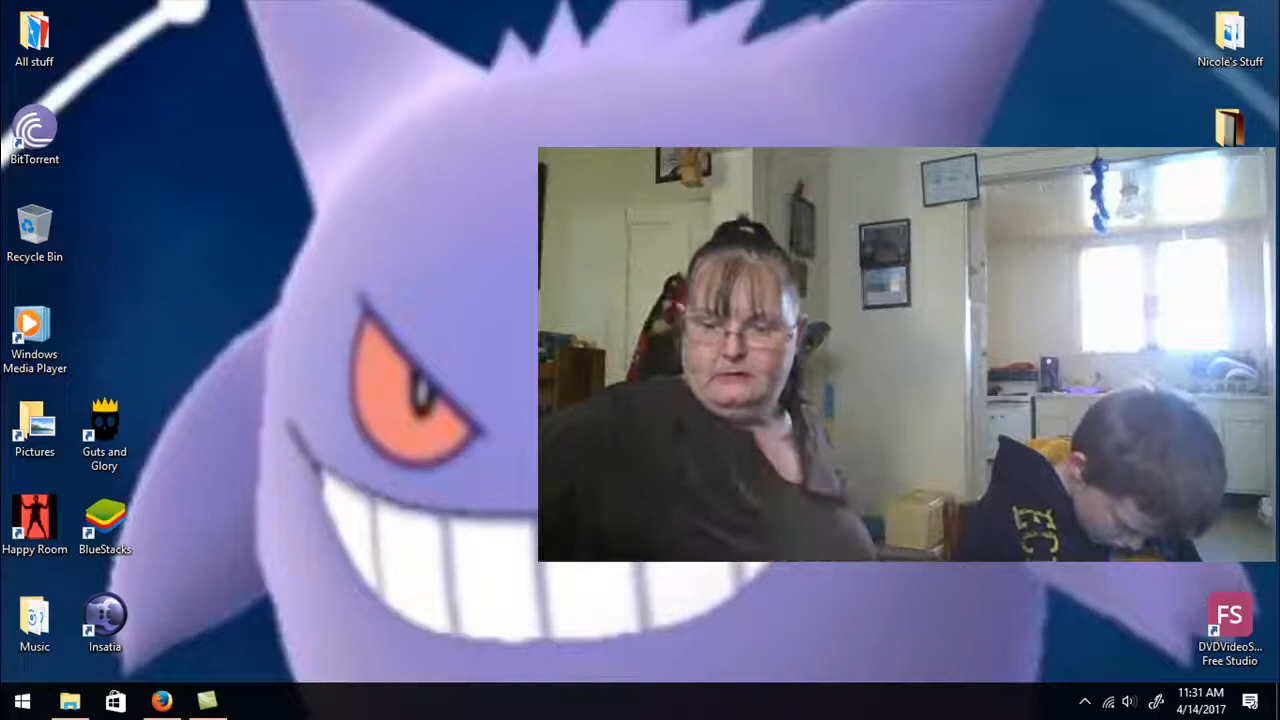 All stuff
Nicole's Stuff
BitTorrent
Recycle Bin
Windows
Media Player
Pictures
Guts and
Glory
Happy Room
BlueStacks
EC
Music
Insatia
FS
DVDVideoS...
Free Studio
11:31 AM
4/14/2017